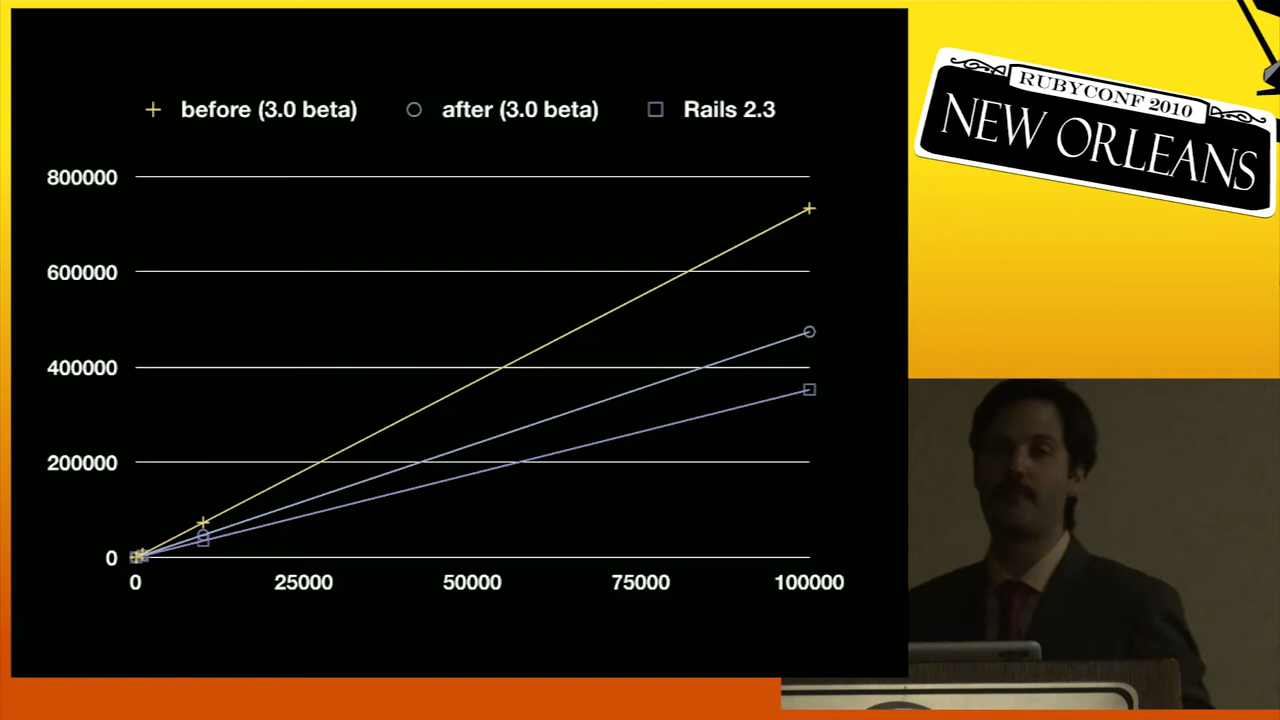 before (3.0 beta) after (3.0 beta) Rails 2.3
800000
600000
400000
200000
0
0 25000 50000 75000 100000
RUBYCONF 2010
NEW ORLEANS